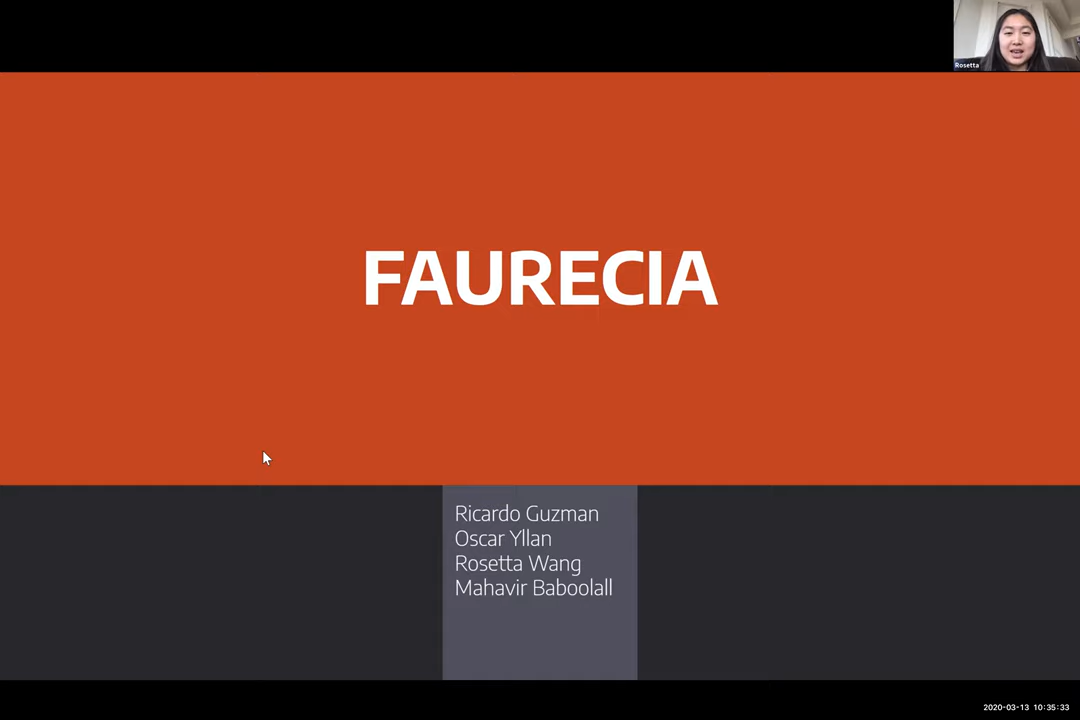 Rosetta
FAURECIA
Ricardo Guzman
Oscar Yllan
Rosetta Wang
Mahavir Baboolall
2020-03-13 10:35:33